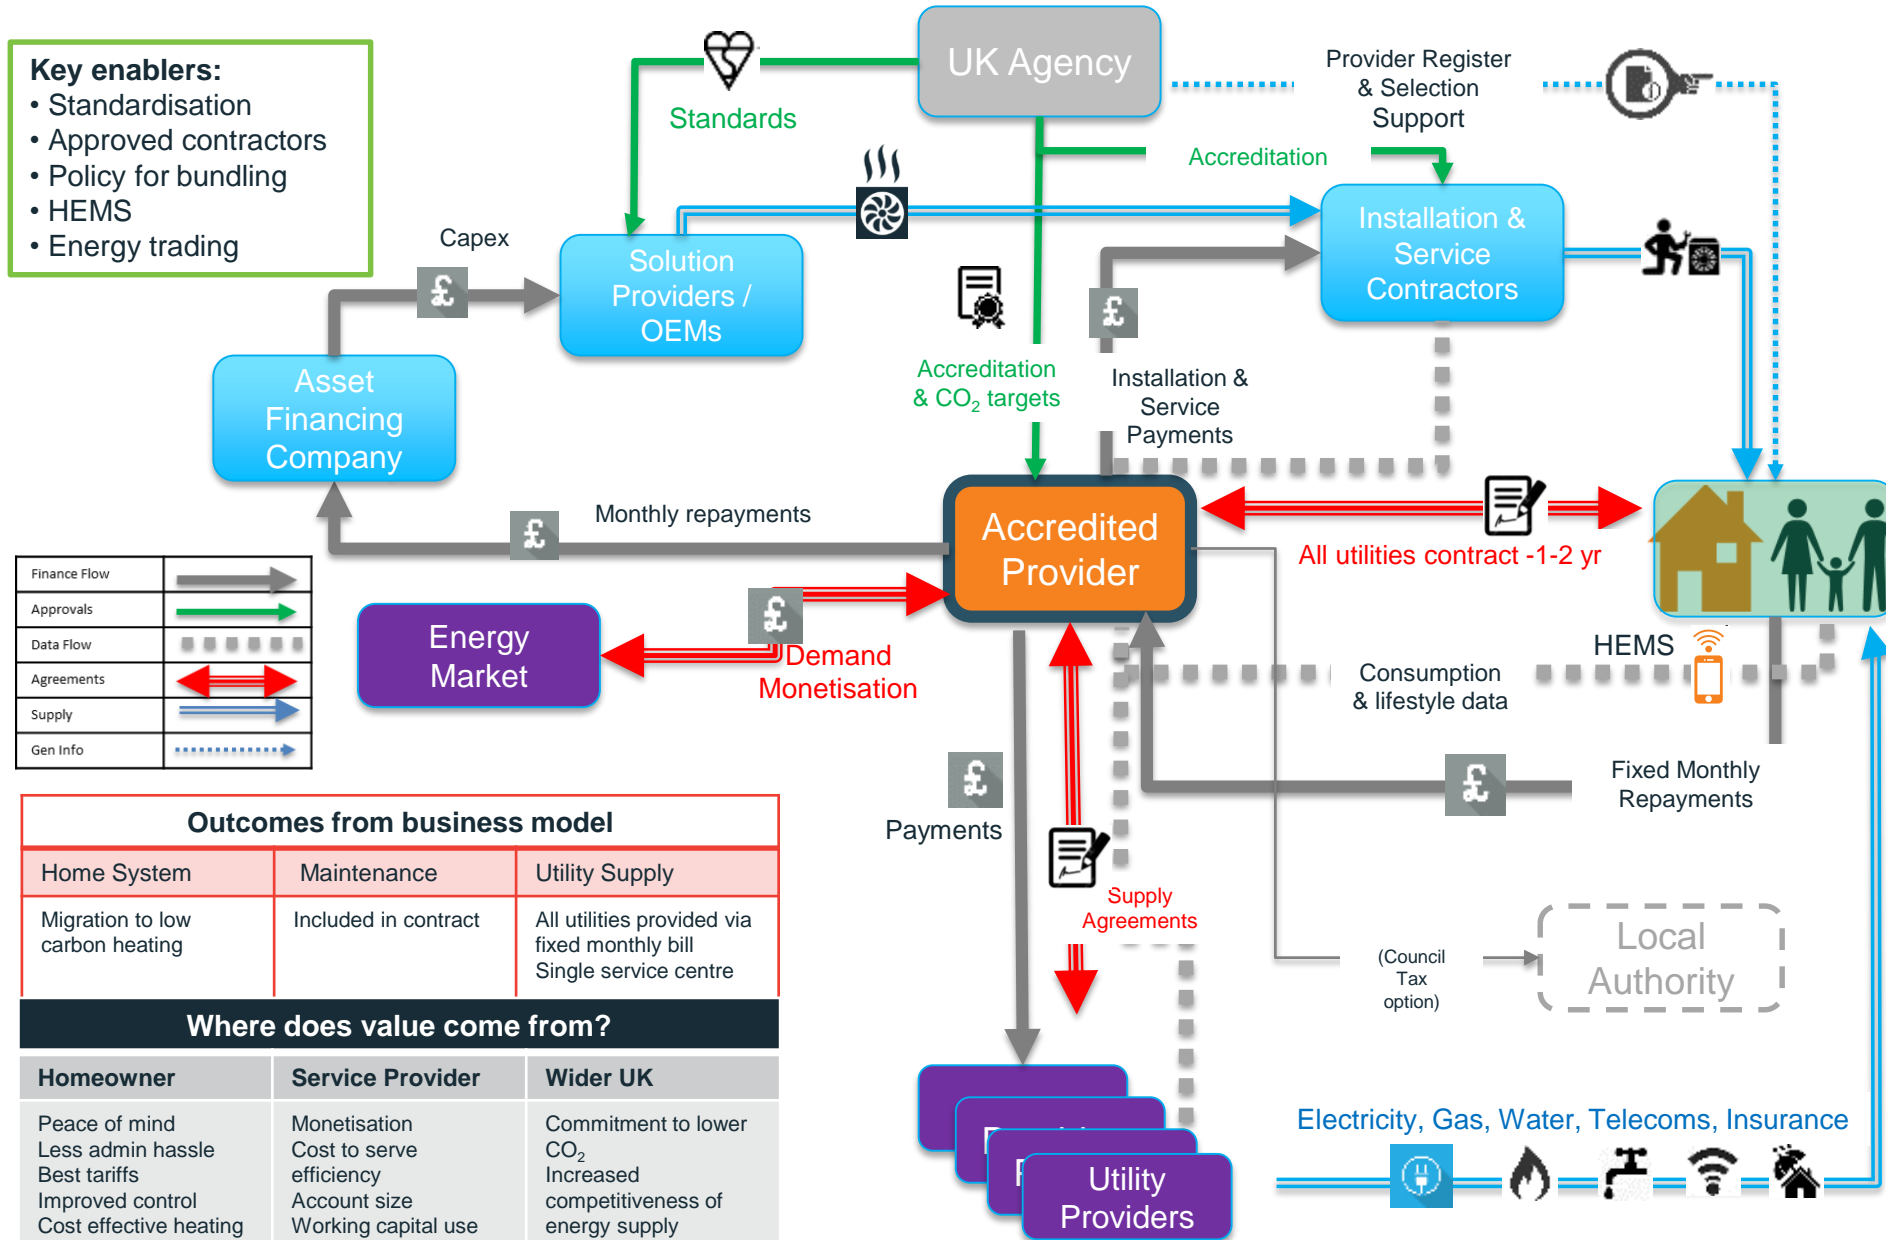 Key enablers:
• Standardisation
• Approved contractors
• Policy for bundling
• HEMS
• Energy trading
UK Agency
Standards
Provider Register
& Selection
Support
Accreditation
Capex
£
Solution
Providers /
OEMs
Installation &
Service
Contractors
£
Asset
Financing
Company
Accreditation
& CO₂ targets
Installation &
Service
Payments
Monthly repayments
£
Accredited
Provider
All utilities contract -1-2 yr
Finance Flow
Approvals
Data Flow
Agreements
Supply
Gen Info
Energy
Market
£
Demand
Monetisation
HEMS
Consumption
& lifestyle data
£
Payments
£
Fixed Monthly
Repayments
Supply
Agreements
(Council
Tax
option)
Local
Authority
Outcomes from business model
Home System
Maintenance
Utility Supply
Migration to low
carbon heating
Included in contract
All utilities provided via
fixed monthly bill
Single service centre
Where does value come from?
Homeowner
Service Provider
Wider UK
Peace of mind
Less admin hassle
Best tariffs
Improved control
Cost effective heating
Monetisation
Cost to serve
efficiency
Account size
Working capital use
Commitment to lower
CO₂
Increased
competitiveness of
energy supply
Utility
Providers
Electricity, Gas, Water, Telecoms, Insurance